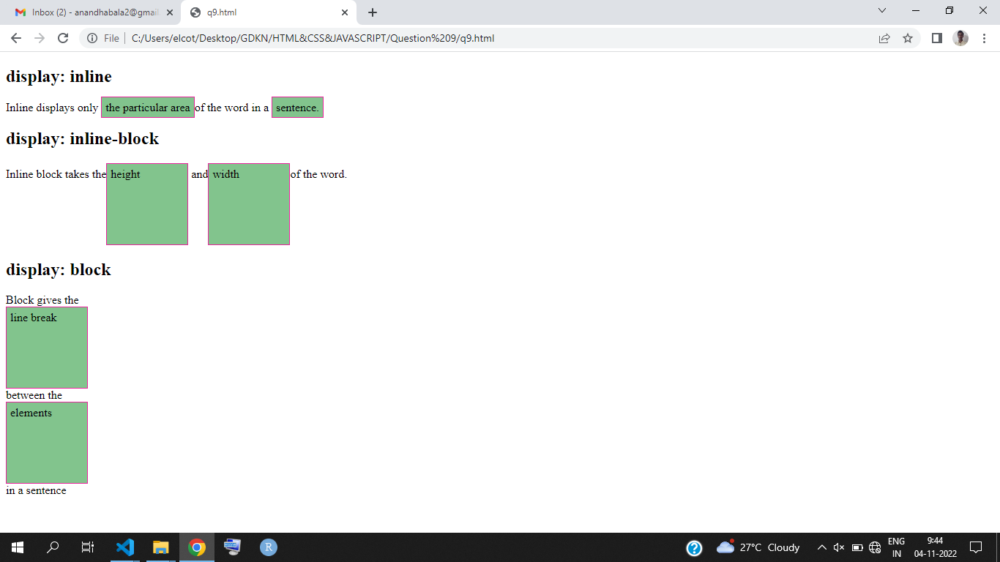 Inbox (2) - anandhabala2@gmail
q9.html
File
C:/Users/elcot/Desktop/GDKN/HTML&CSS&JAVASCRIPT/Question%209/q9.html
display: inline
Inline displays only the particular area of the word in a sentence.
display: inline-block
Inline block takes the height and width of the word.
display: block
Block gives the
line break
between the
elements
in a sentence
R
?
27°C Cloudy
ENG
IN
9:44
04-11-2022